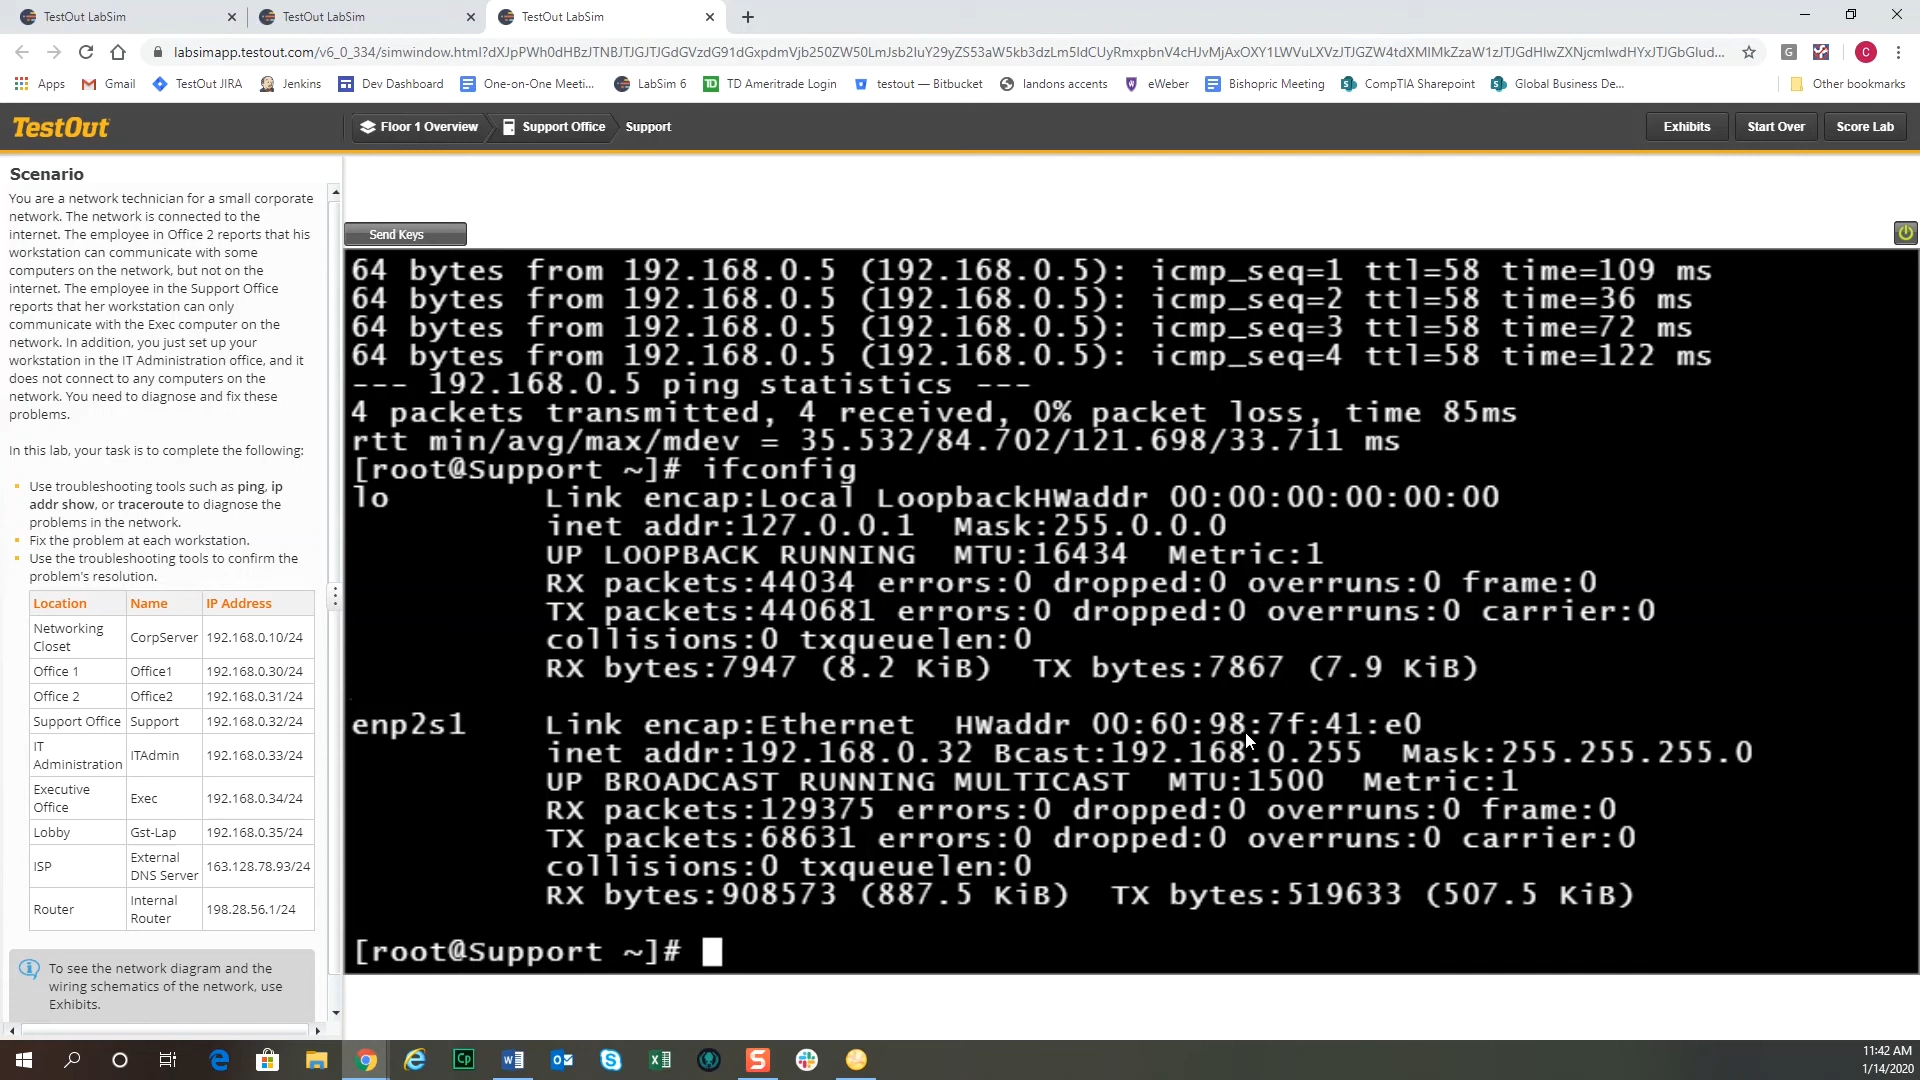 TestOut LabSim
TestOut LabSim
TestOut LabSim
labsimapp.testout.com/v6_0_334/simwindow.html?
Apps
Gmail
TestOut JIRA
Jenkins
Dev Dashboard
One-on-One Meeti...
LabSim 6
TD Ameritrade Login
testout — Bitbucket
landons accents
eWeber
Bishopric Meeting
CompTIA Sharepoint
Global Business De...
Other bookmarks
TestOut
Floor 1 Overview
Support Office
Support
Exhibits
Start Over
Score Lab
Scenario
You are a network technician for a small corporate
network. The network is connected to the
internet. The employee in Office 2 reports that his
workstation can communicate with some
computers on the network, but not on the
internet. The employee in the Support Office
reports that her workstation can only
communicate with the Exec computer on the
network. In addition, you just set up your
workstation in the IT Administration office, and it
does not connect to any computers on the
network. You need to diagnose and fix these
problems.
In this lab, your task is to complete the following:
Use troubleshooting tools such as ping, ip
addr show, or traceroute to diagnose the
problems in the network.
Fix the problem at each workstation.
Use the troubleshooting tools to confirm the
problem's resolution.
Location Name IP Address
Networking
Closet CorpServer 192.168.0.10/24
Office 1 Office1 192.168.0.30/24
Office 2 Office2 192.168.0.31/24
Support Office Support 192.168.0.32/24
IT
Administration ITAdmin 192.168.0.33/24
Executive
Office Exec 192.168.0.34/24
Lobby Gst-Lap 192.168.0.35/24
ISP External
DNS Server 163.128.78.93/24
Router Internal
Router 198.28.56.1/24
To see the network diagram and the
wiring schematics of the network, use
Exhibits.
Send Keys
64 bytes from 192.168.0.5 (192.168.0.5): icmp_seq=1 ttl=58 time=109 ms
64 bytes from 192.168.0.5 (192.168.0.5): icmp_seq=2 ttl=58 time=36 ms
64 bytes from 192.168.0.5 (192.168.0.5): icmp_seq=3 ttl=58 time=72 ms
64 bytes from 192.168.0.5 (192.168.0.5): icmp_seq=4 ttl=58 time=122 ms
--- 192.168.0.5 ping statistics ---
4 packets transmitted, 4 received, 0% packet loss, time 85ms
rtt min/avg/max/mdev = 35.532/84.702/121.698/33.711 ms
[root@Support ~]# ifconfig
lo Link encap:Local LoopbackHWaddr 00:00:00:00:00:00
inet addr:127.0.0.1 Mask:255.0.0.0
UP LOOPBACK RUNNING MTU:16434 Metric:1
RX packets:44034 errors:0 dropped:0 overruns:0 frame:0
TX packets:440681 errors:0 dropped:0 overruns:0 carrier:0
collisions:0 txqueuelen:0
RX bytes:7947 (8.2 KiB) TX bytes:7867 (7.9 KiB)
enp2s1 Link encap:Ethernet HWaddr 00:60:98:7f:41:e0
inet addr:192.168.0.32 Bcast:192.168.0.255 Mask:255.255.255.0
UP BROADCAST RUNNING MULTICAST MTU:1500 Metric:1
RX packets:129375 errors:0 dropped:0 overruns:0 frame:0
TX packets:68631 errors:0 dropped:0 overruns:0 carrier:0
collisions:0 txqueuelen:0
RX bytes:908573 (887.5 KiB) TX bytes:519633 (507.5 KiB)
[root@Support ~]#
11:42 AM
1/14/2020